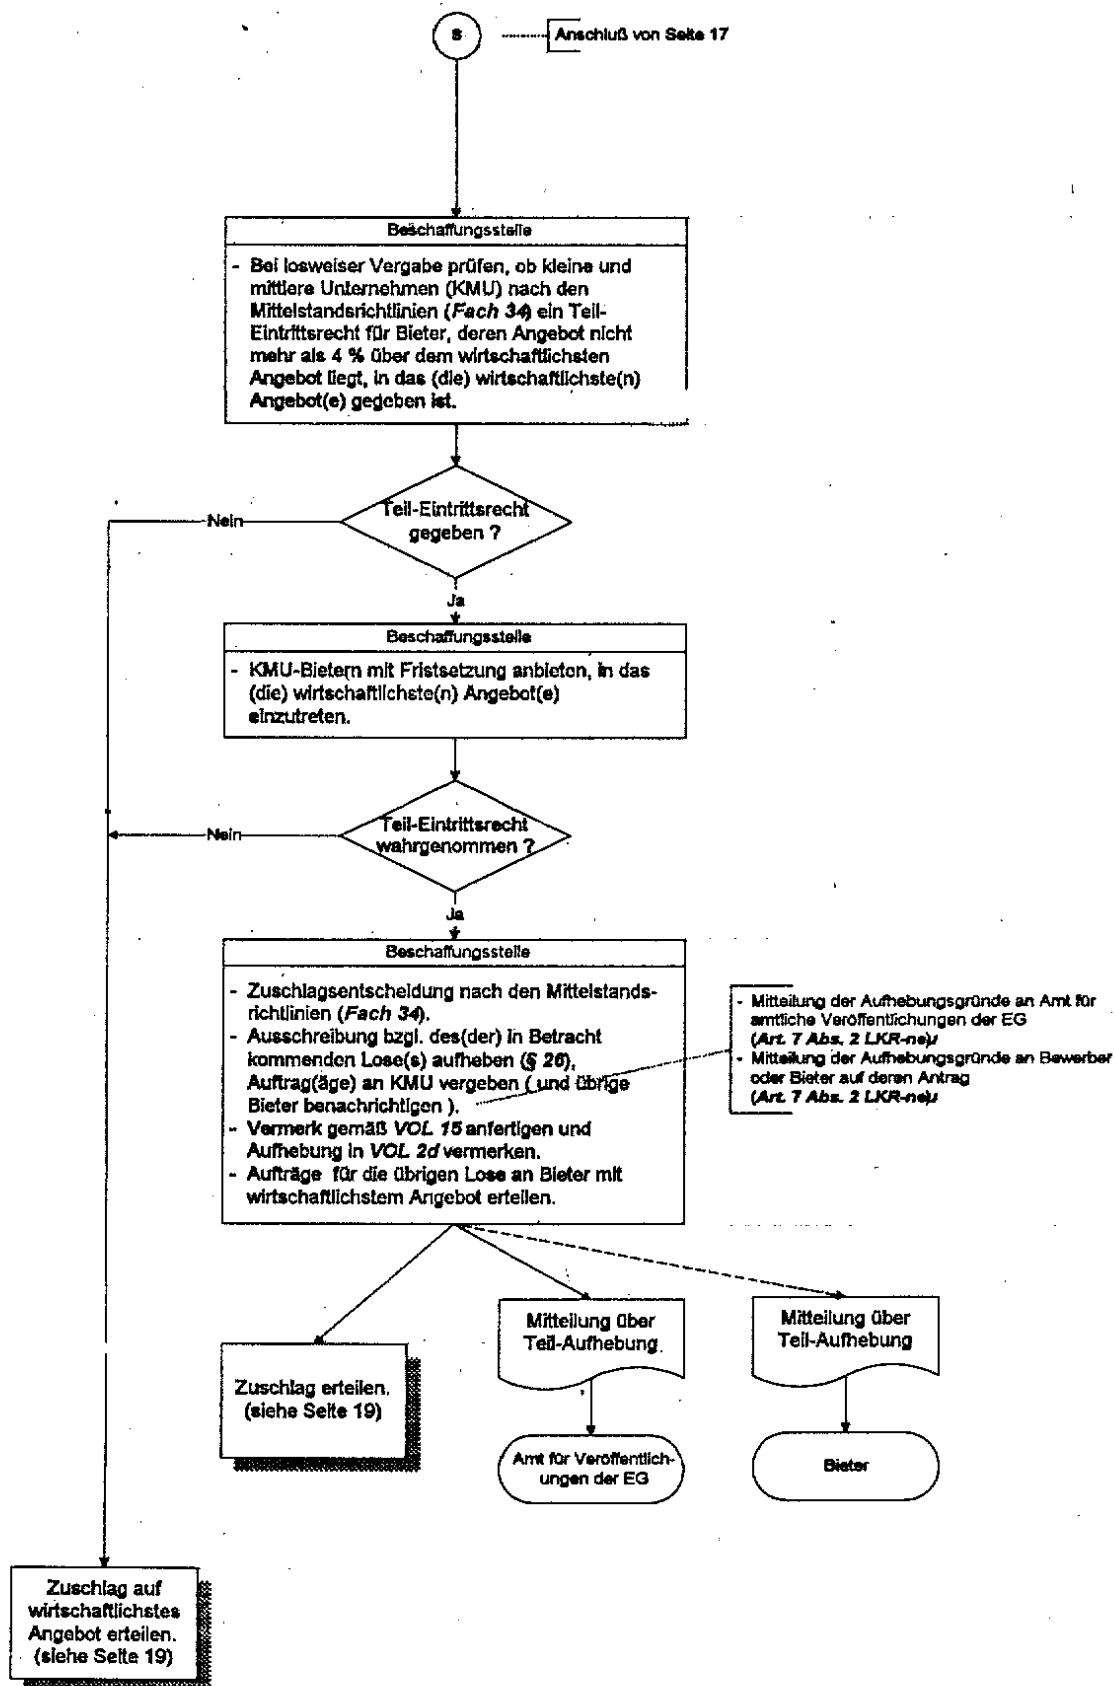 S
Anschluß von Seite 17
Beschaffungsstelle
- Bei losweiser Vergabe prüfen, ob kleine und
mittlere Unternehmen (KMU) nach den
Mittelstandsrichtlinien (Fach 34) ein Teil-
Eintrittsrecht für Bieter, deren Angebot nicht
mehr als 4 % über dem wirtschaftlichsten
Angebot liegt, in das (die) wirtschaftlichste(n)
Angebot(e) gegeben ist.
Teil-Eintrittsrecht
gegeben ?
Nein
Ja
Beschaffungsstelle
- KMU-Bietern mit Fristsetzung anbieten, in das
(die) wirtschaftlichste(n) Angebot(e)
einzutreten.
Teil-Eintrittsrecht
wahrgenommen ?
Nein
Ja
Beschaffungsstelle
- Zuschlagsentscheidung nach den Mittelstands-
richtlinien (Fach 34).
- Ausschreibung bzgl. des(der) in Betracht
kommenden Lose(s) aufheben (§ 26),
Auftrag(äge) an KMU vergeben ( und übrige
Bieter benachrichtigen ).
- Vermerk gemäß VOL 15 anfertigen und
Aufhebung in VOL 2d vermerken.
- Aufträge für die übrigen Lose an Bieter mit
wirtschaftlichstem Angebot erteilen.
- Mitteilung der Aufhebungsgründe an Amt für
amtliche Veröffentlichungen der EG
(Art. 7 Abs. 2 LKR-neu)
- Mitteilung der Aufhebungsgründe an Bewerber
oder Bieter auf deren Antrag
(Art. 7 Abs. 2 LKR-neu)
Zuschlag erteilen.
(siehe Seite 19)
Mitteilung über
Teil-Aufhebung
Mitteilung über
Teil-Aufhebung
Amt für Veröffentlich-
ungen der EG
Bieter
Zuschlag auf
wirtschaftlichstes
Angebot erteilen.
(siehe Seite 19)